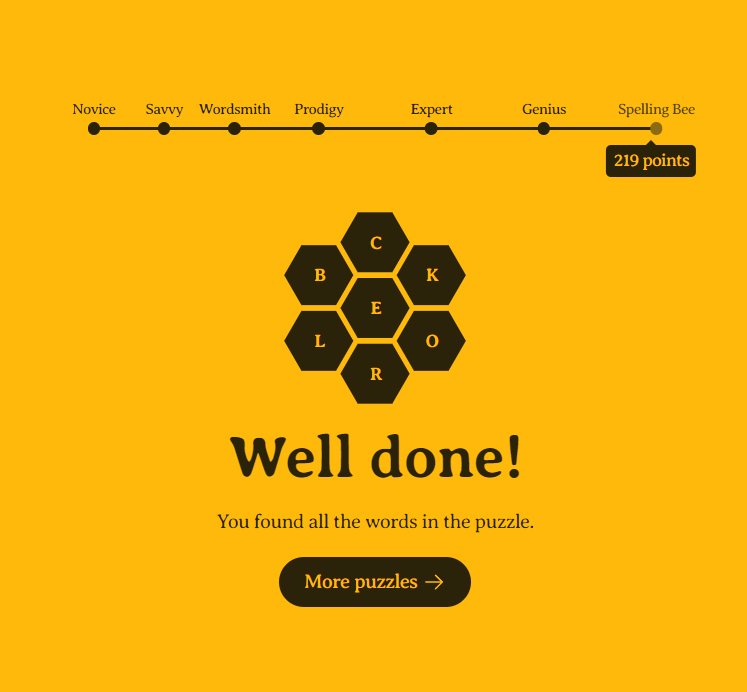 Novice Savvy Wordsmith Prodigy Expert Genius Spelling Bee
219 points
C
B K
E
L O
R
Well done!
You found all the words in the puzzle.
More puzzles →